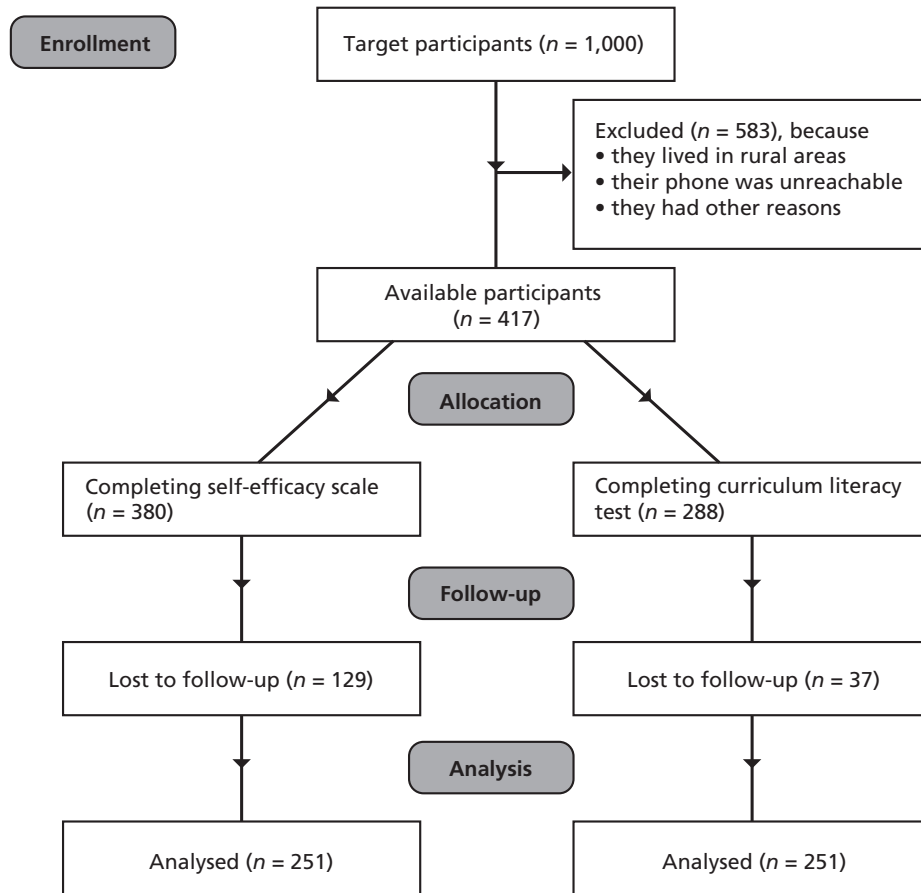 Enrollment
Target participants (n = 1,000)
Excluded (n = 583), because
• they lived in rural areas
• their phone was unreachable
• they had other reasons
Available participants
(n = 417)
Allocation
Completing self-efficacy scale
(n = 380)
Completing curriculum literacy
test (n = 288)
Follow-up
Lost to follow-up (n = 129)
Lost to follow-up (n = 37)
Analysis
Analysed (n = 251)
Analysed (n = 251)